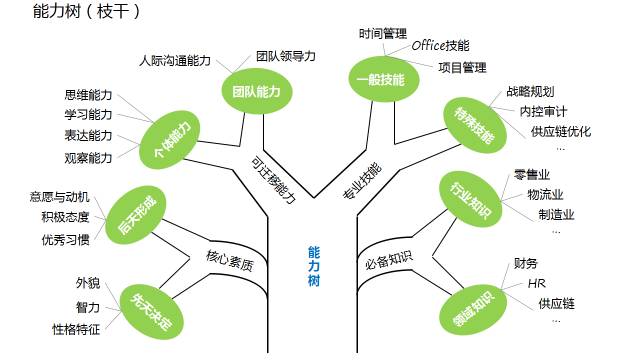 能力树（枝干）
人际沟通能力
团队领导力
团队能力
思维能力
学习能力
表达能力
观察能力
个体能力
可迁移能力
时间管理
Office技能
项目管理
一般技能
战略规划
内控审计
供应链优化
...
特殊技能
专业技能
意愿与动机
积极态度
优秀习惯
后天形成
外貌
智力
性格特征
先天决定
核心素质
能力树
零售业
物流业
制造业
...
行业知识
必备知识
财务
HR
供应链
...
领域知识